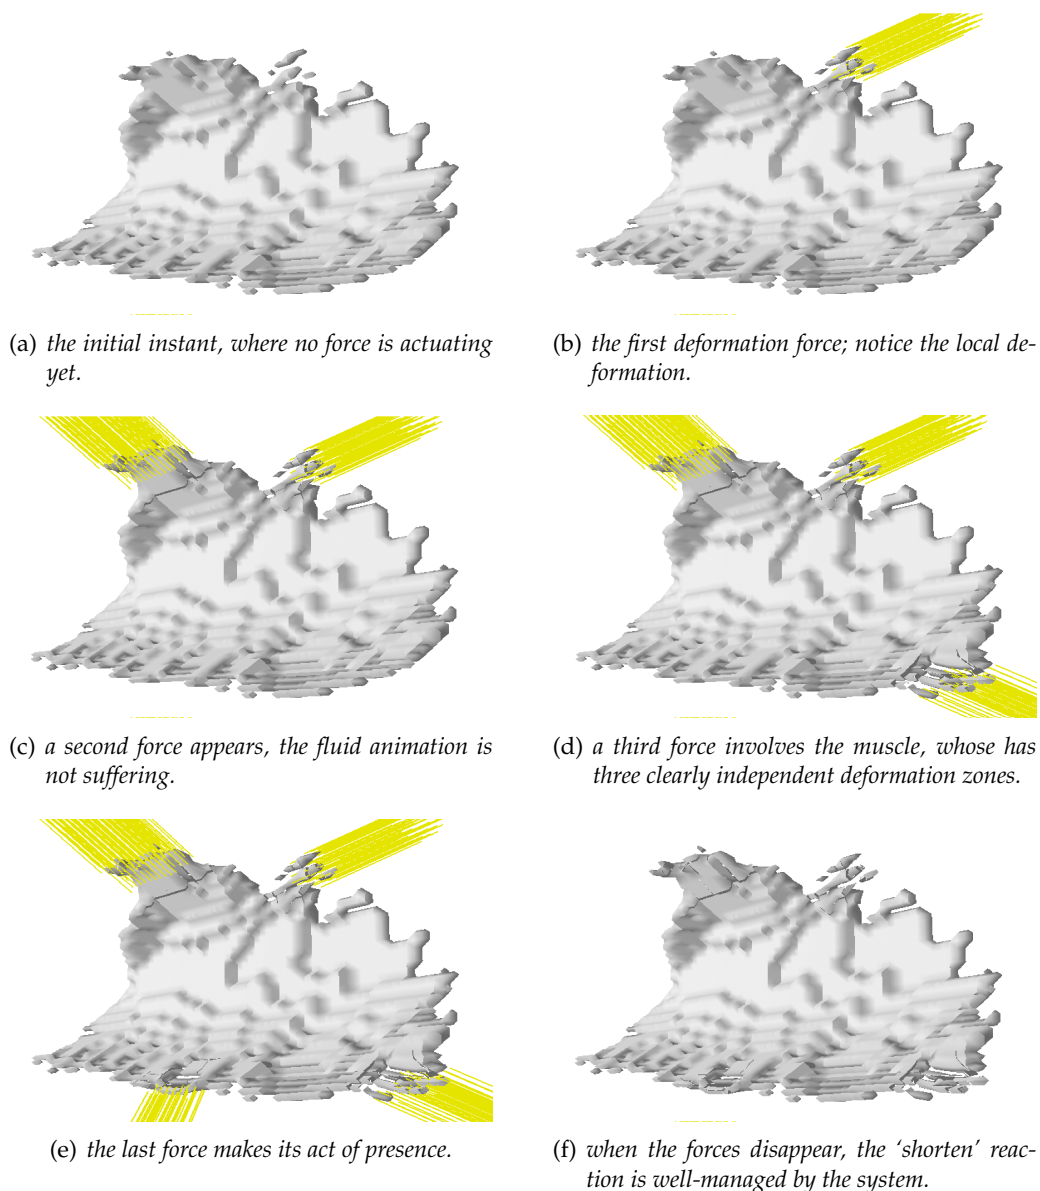 (a) the initial instant, where no force is actuating
yet.
(b) the first deformation force; notice the local de-
formation.
(c) a second force appears, the fluid animation is
not suffering.
(d) a third force involves the muscle, whose has
three clearly independent deformation zones.
(e) the last force makes its act of presence.
(f) when the forces disappear, the ‘shorten’ reac-
tion is well-managed by the system.